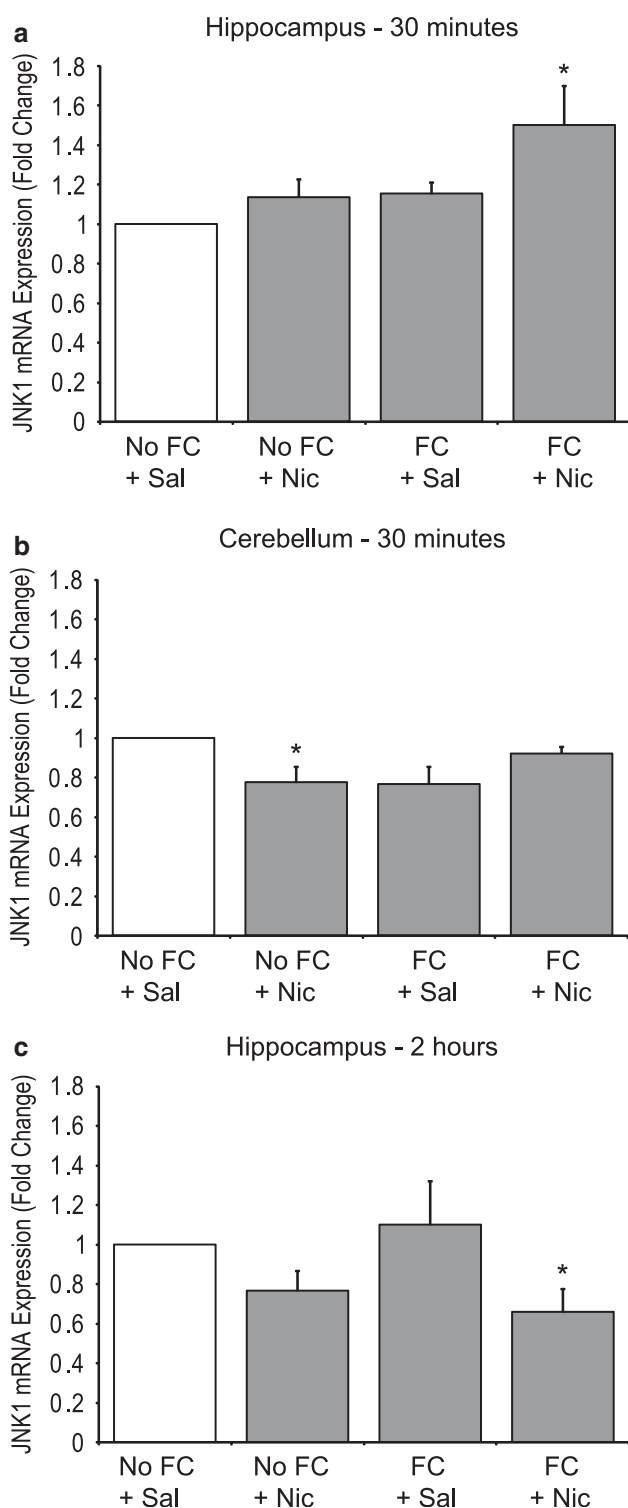 a
Hippocampus - 30 minutes
JNK1 mRNA Expression (Fold Change)
1.8
1.6
1.4
1.2
1
0.8
0.6
0.4
0.2
0
*
No FC
+ Sal
No FC
+ Nic
FC
+ Sal
FC
+ Nic
b
Cerebellum - 30 minutes
JNK1 mRNA Expression (Fold Change)
1.8
1.6
1.4
1.2
1
0.8
0.6
0.4
0.2
0
*
No FC
+ Sal
No FC
+ Nic
FC
+ Sal
FC
+ Nic
c
Hippocampus - 2 hours
JNK1 mRNA Expression (Fold Change)
1.8
1.6
1.4
1.2
1
0.8
0.6
0.4
0.2
0
*
No FC
+ Sal
No FC
+ Nic
FC
+ Sal
FC
+ Nic